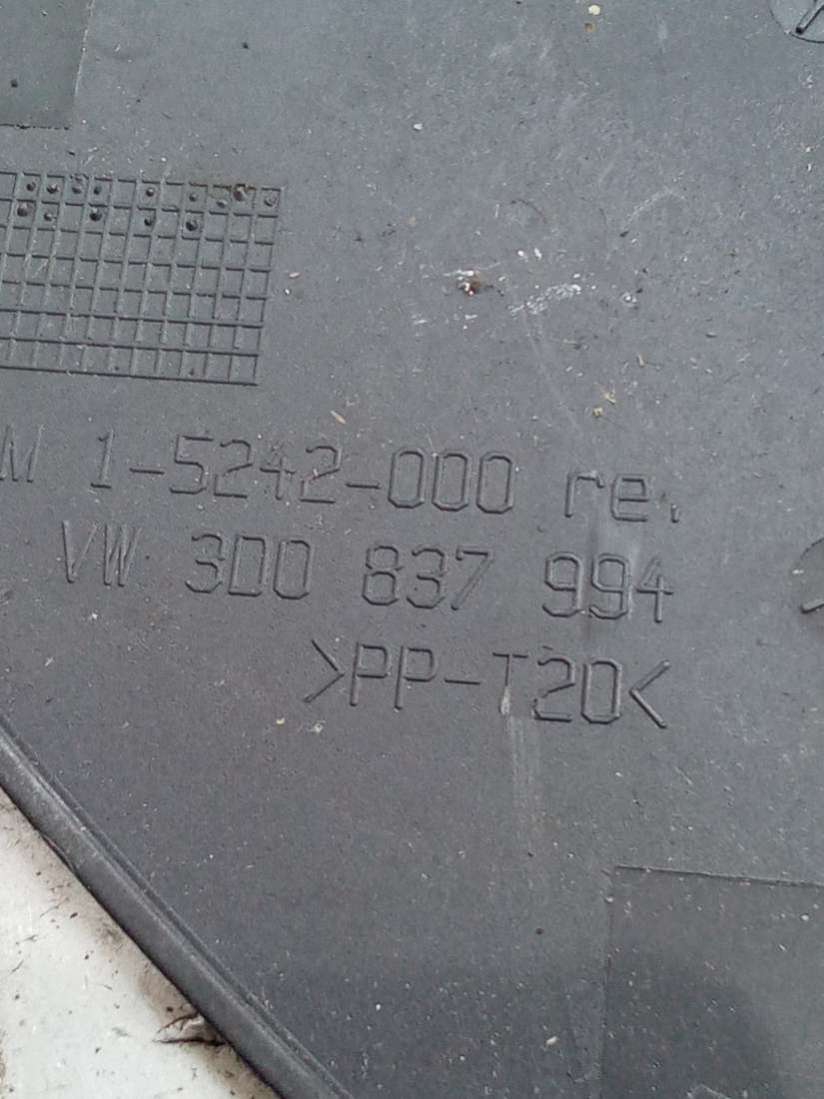 M 1-5242-000 re.
VW 3D0 837 994
>PP-T20<